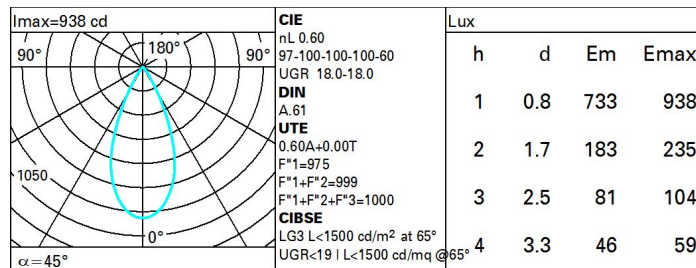 Imax=938 cd
90°
180°
90°
1050
0°
α=45°
CIE
nL 0.60
97-100-100-100-60
UGR 18.0-18.0
DIN
A.61
UTE
0.60A+0.00T
F"1=975
F"1+F"2=999
F"1+F"2+F"3=1000
CIBSE
LG3 L<1500 cd/m² at 65°
UGR<19 | L<1500 cd/mq @65°
Lux
h d Em Emax
1 0.8 733 938
2 1.7 183 235
3 2.5 81 104
4 3.3 46 59